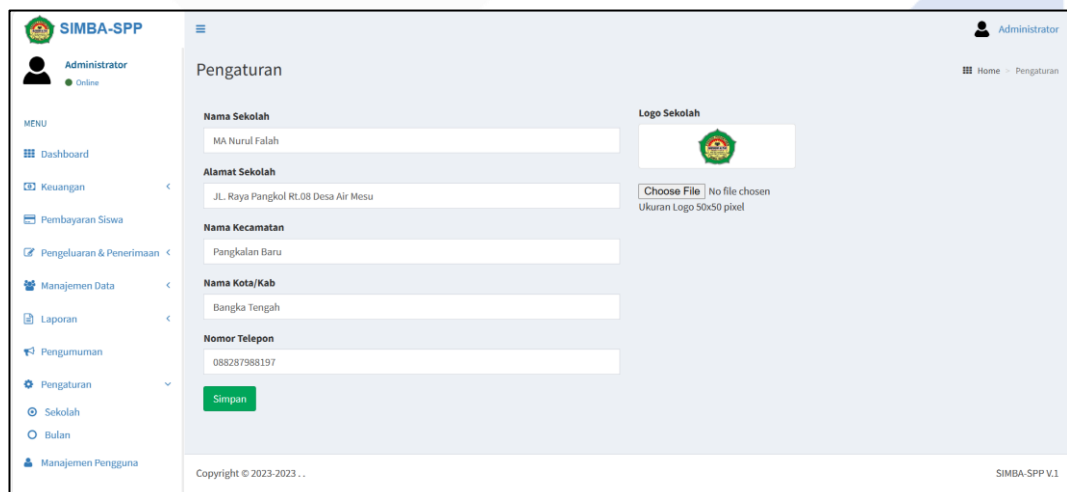 SIMBA-SPP
Administrator
Administrator
Online
Pengaturan
Home > Pengaturan
MENU
Dashboard
Keuangan
Pembayaran Siswa
Pengeluaran & Penerimaan
Manajemen Data
Laporan
Pengumuman
Pengaturan
Sekolah
Bulan
Manajemen Pengguna
Nama Sekolah
MA Nurul Falah
Alamat Sekolah
JL. Raya Pangkol Rt.08 Desa Air Mesu
Nama Kecamatan
Pangkalan Baru
Nama Kota/Kab
Bangka Tengah
Nomor Telepon
088287988197
Simpan
Logo Sekolah
Choose File No file chosen
Ukuran Logo 50x50 pixel
Copyright © 2023-2023 . .
SIMBA-SPP V.1